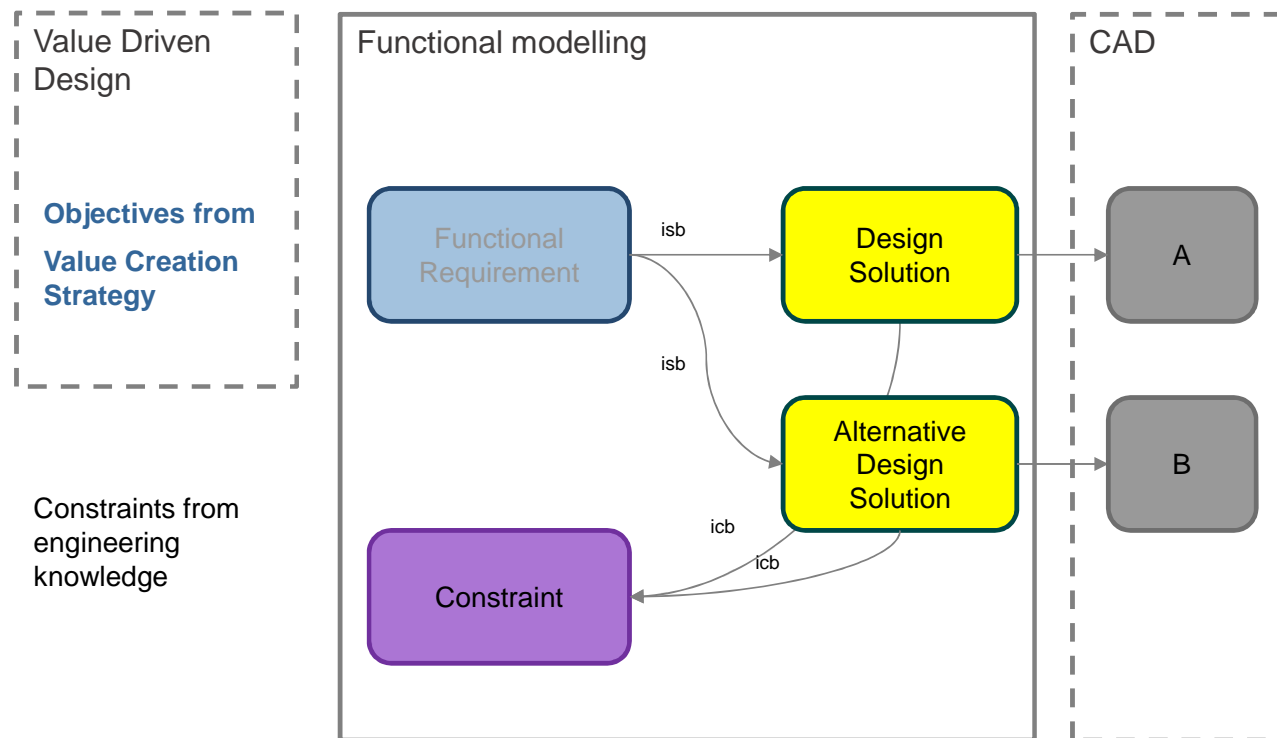 Value Driven
Design
Objectives from
Value Creation
Strategy
Constraints from
engineering
knowledge
Functional modelling
Functional
Requirement
isb
isb
Design
Solution
Alternative
Design
Solution
icb
icb
Constraint
CAD
A
B